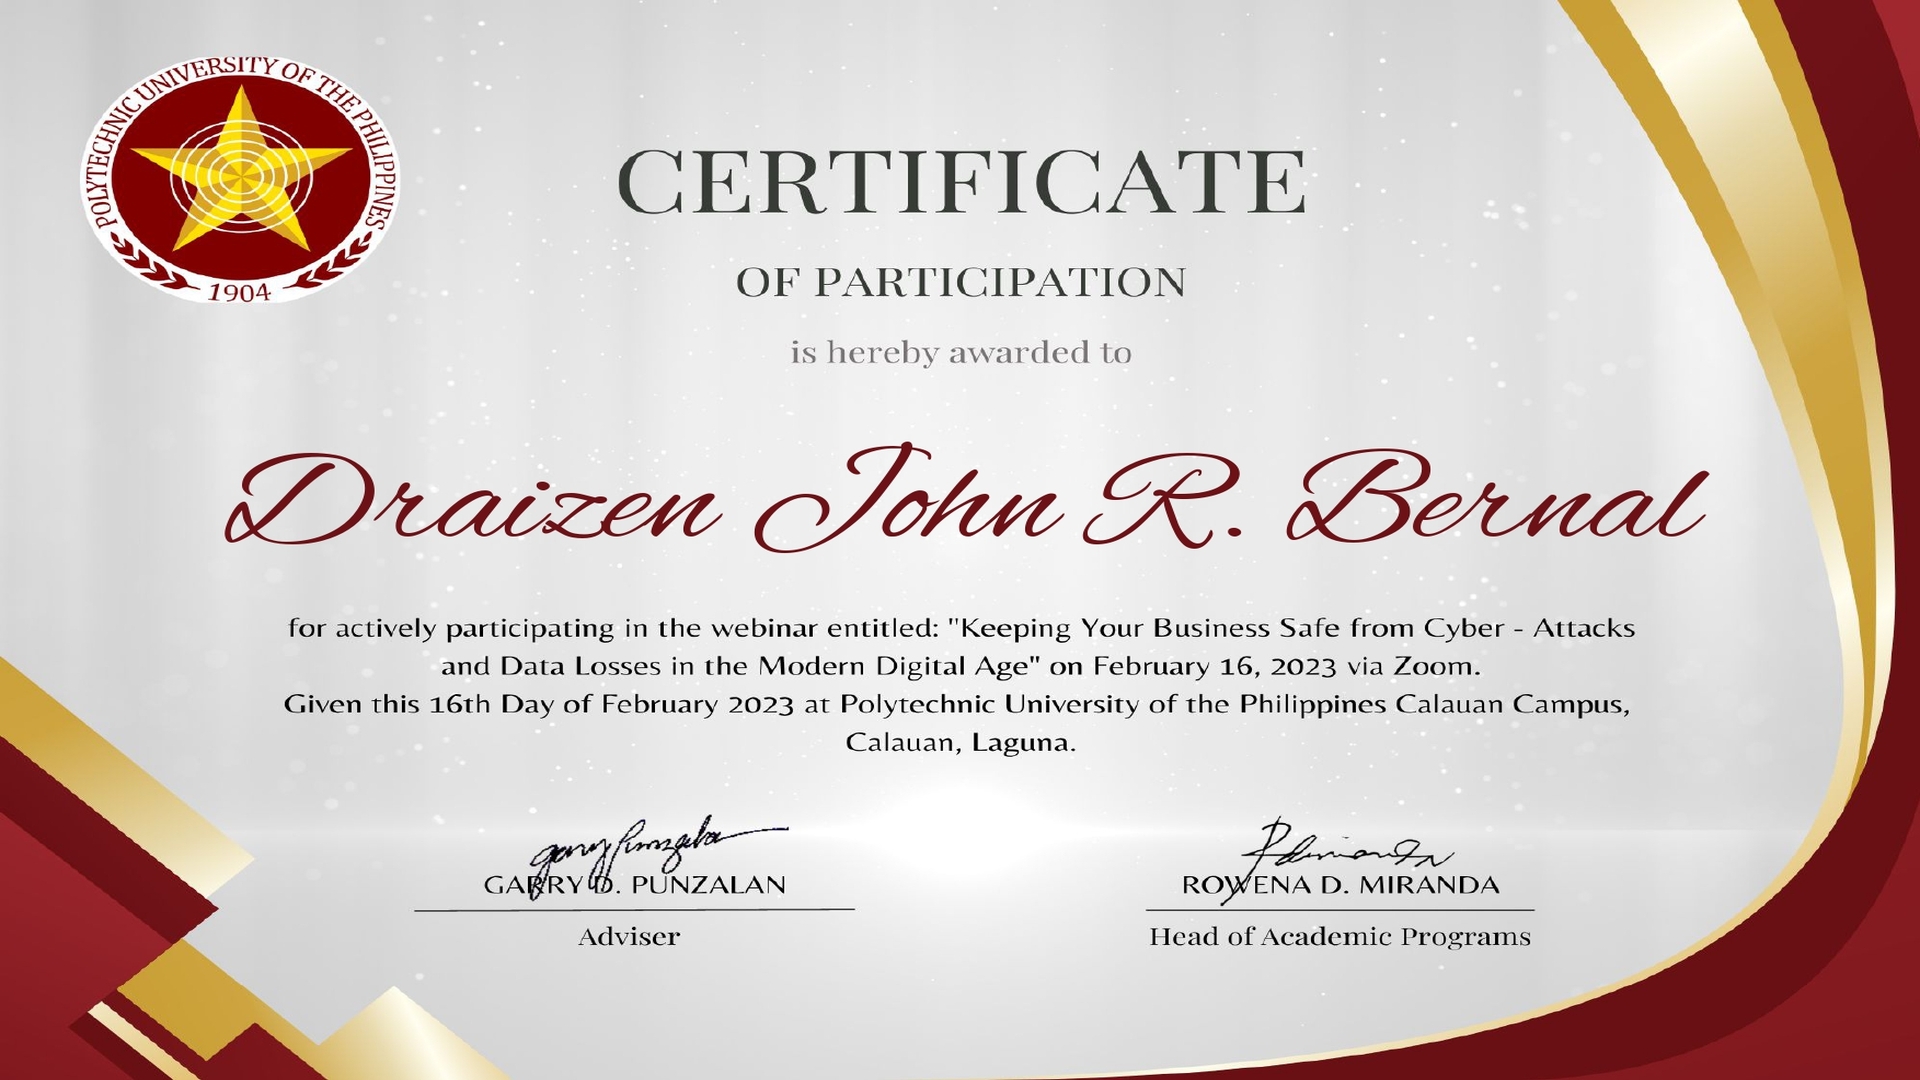 POLYTECHNIC UNIVERSITY OF THE PHILIPPINES
1904
CERTIFICATE
OF PARTICIPATION
is hereby awarded to
Draizen John R. Bernal
for actively participating in the webinar entitled: "Keeping Your Business Safe from Cyber - Attacks
and Data Losses in the Modern Digital Age" on February 16, 2023 via Zoom.
Given this 16th Day of February 2023 at Polytechnic University of the Philippines Calauan Campus,
Calauan, Laguna.
Garry Punzalan
GARRY D. PUNZALAN
Adviser
ROWENA D. MIRANDA
Head of Academic Programs